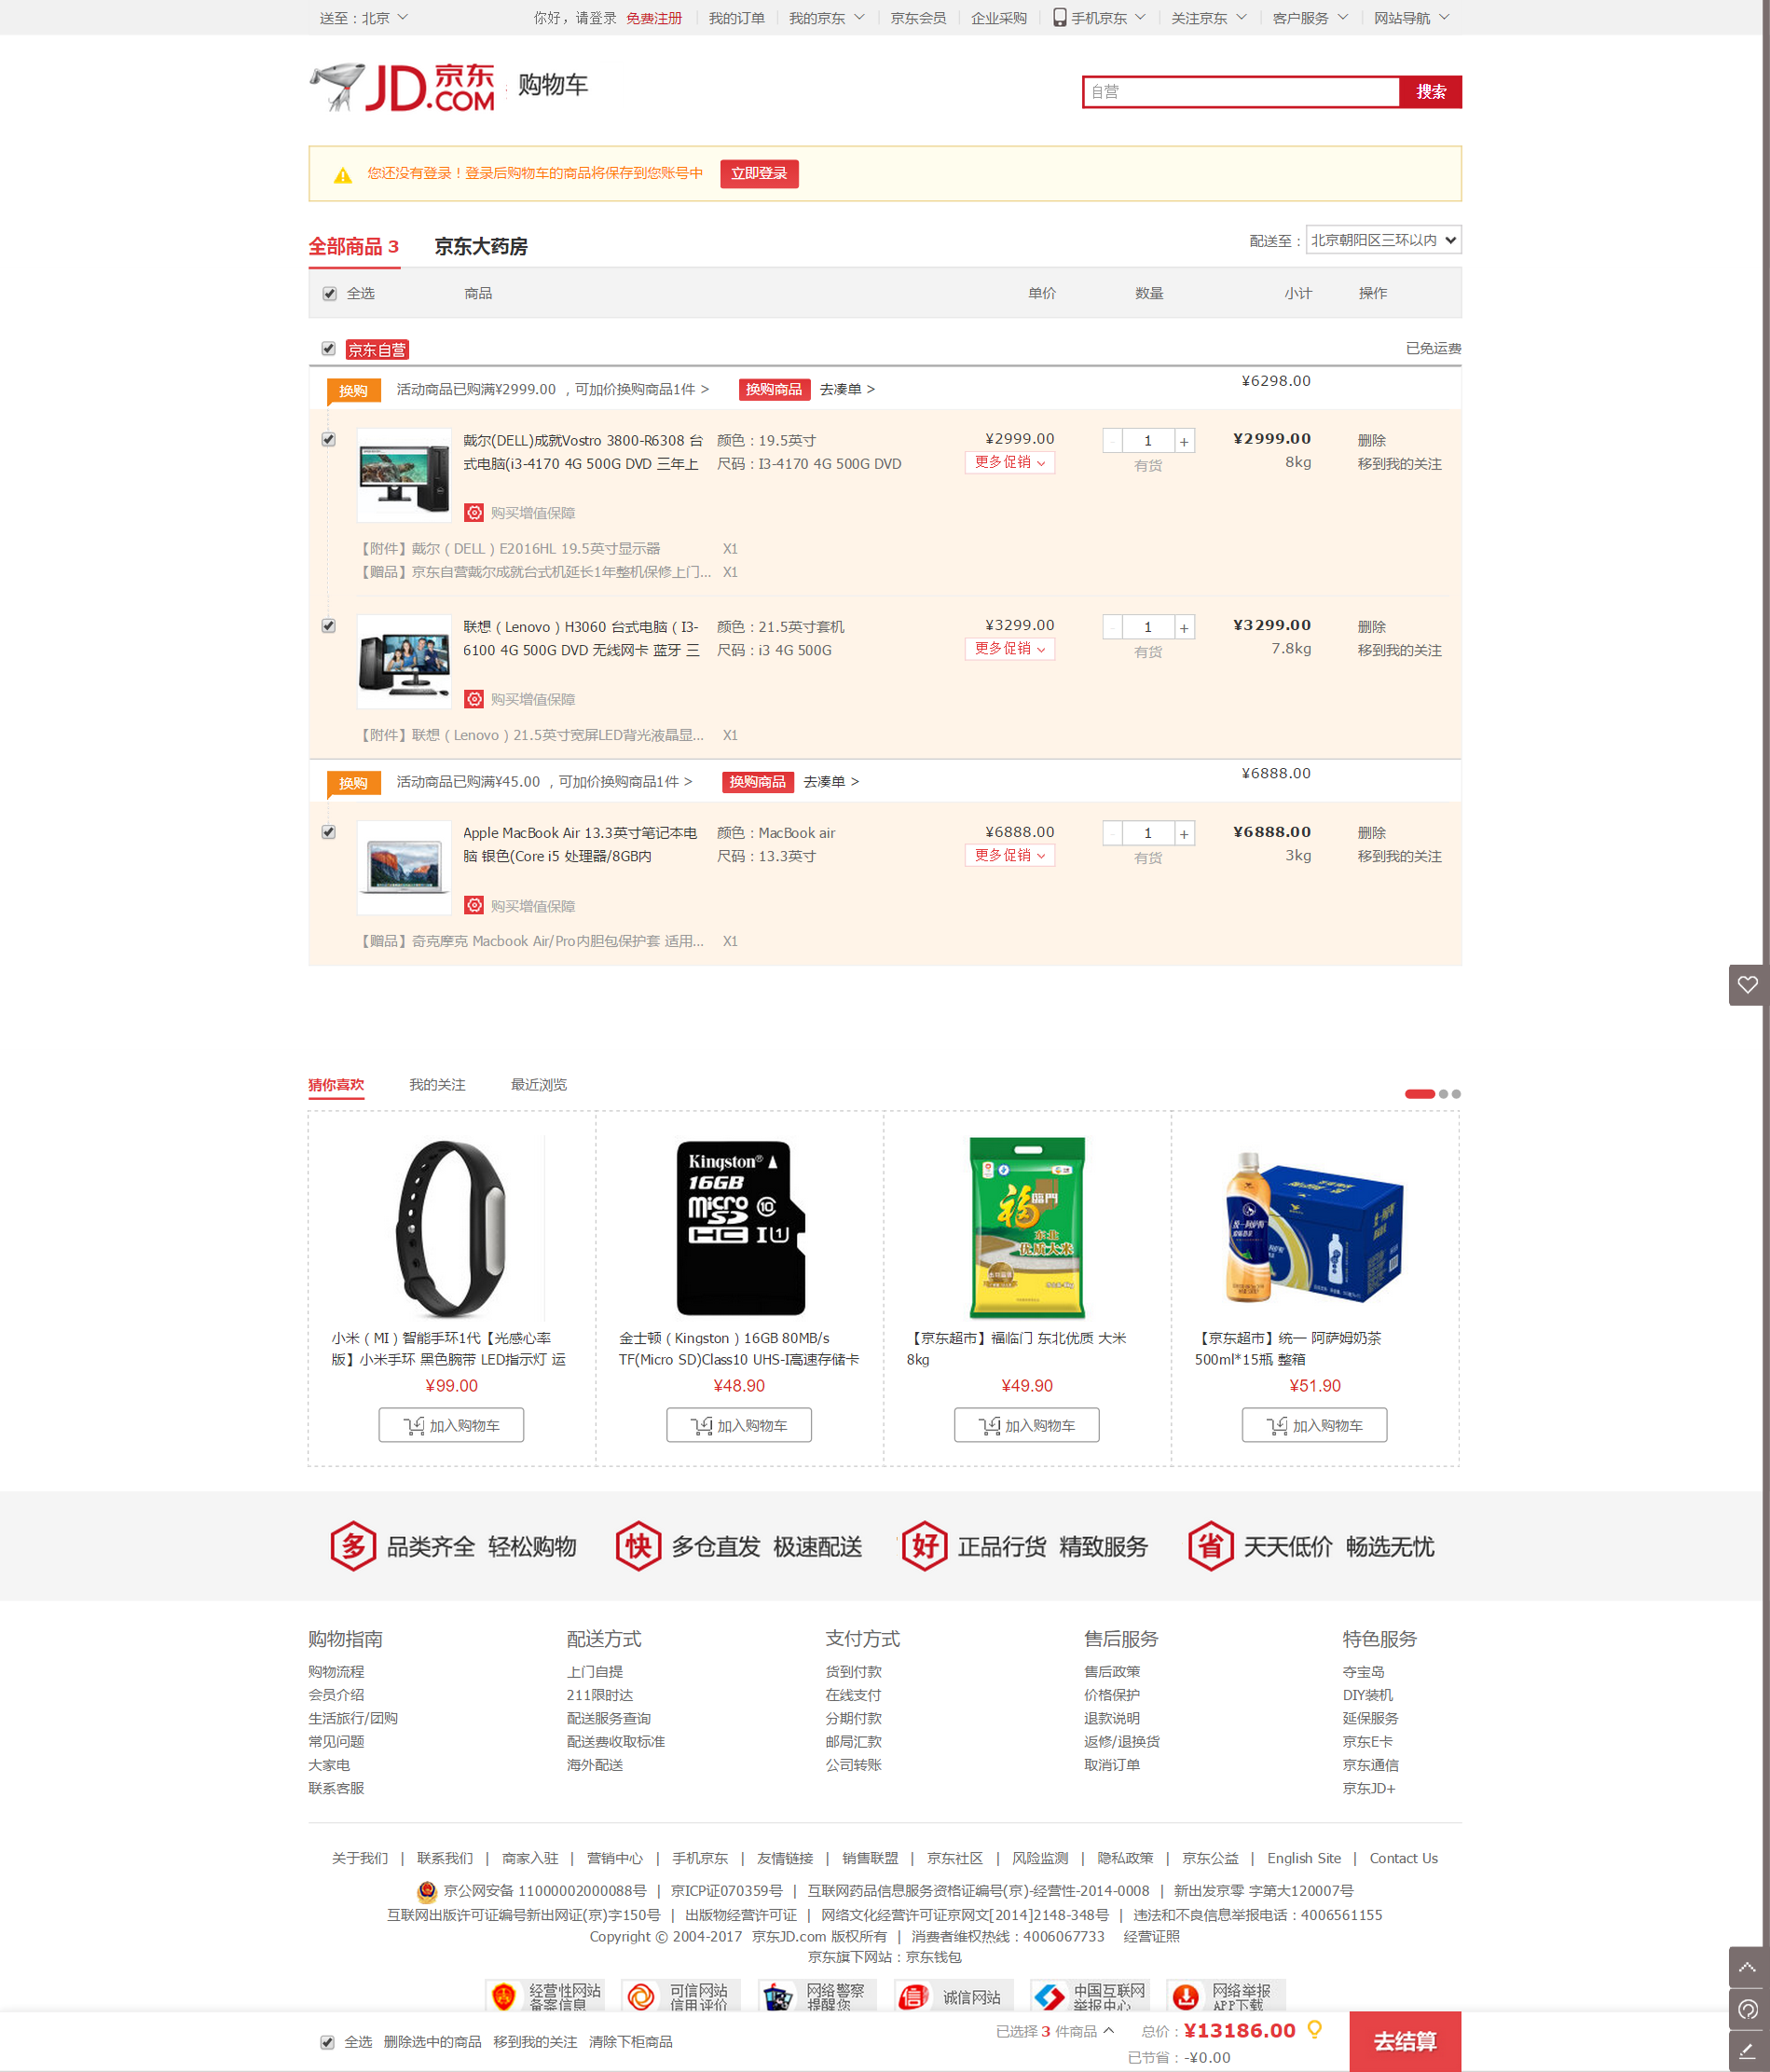 送至：北京
你好，请登录 免费注册 我的订单 我的京东 京东会员 企业采购 手机京东 关注京东 客户服务 网站导航
JD.COM 京东 购物车
自营 搜索
您还没有登录！登录后购物车的商品将保存到您账号中 立即登录
全部商品 3 京东大药房 配送至：北京朝阳区三环以内
全选 商品 单价 数量 小计 操作
京东自营 已免运费
换购 活动商品已购满¥2999.00 ，可加价换购商品1件 > 换购商品 去凑单 > ¥6298.00
戴尔(DELL)成就Vostro 3800-R6308 台 颜色：19.5英寸 ¥2999.00 - 1 + ¥2999.00 删除
式电脑(i3-4170 4G 500G DVD 三年上 尺码：I3-4170 4G 500G DVD 更多促销 有货 8kg 移到我的关注
购买增值保障
【附件】戴尔（DELL）E2016HL 19.5英寸显示器 X1
【赠品】京东自营戴尔成就台式机延长1年整机保修上门... X1
联想（Lenovo）H3060 台式电脑（I3- 颜色：21.5英寸套机 ¥3299.00 - 1 + ¥3299.00 删除
6100 4G 500G DVD 无线网卡 蓝牙 三 尺码：i3 4G 500G 更多促销 有货 7.8kg 移到我的关注
购买增值保障
【附件】联想（Lenovo）21.5英寸宽屏LED背光液晶显... X1
换购 活动商品已购满¥45.00 ，可加价换购商品1件 > 换购商品 去凑单 > ¥6888.00
Apple MacBook Air 13.3英寸笔记本电 颜色：MacBook air ¥6888.00 - 1 + ¥6888.00 删除
脑 银色(Core i5 处理器/8GB内 尺码：13.3英寸 更多促销 有货 3kg 移到我的关注
购买增值保障
【赠品】奇克摩克 Macbook Air/Pro内胆包保护套 适用... X1
猜你喜欢 我的关注 最近浏览
Kingston
16GB
micro SD HC I U1 10
福临门
东北
优质大米
统一阿萨姆
小米（MI）智能手环1代【光感心率
版】小米手环 黑色腕带 LED指示灯 运
¥99.00
加入购物车
金士顿（Kingston）16GB 80MB/s
TF(Micro SD)Class10 UHS-I高速存储卡
¥48.90
加入购物车
【京东超市】福临门 东北优质 大米
8kg
¥49.90
加入购物车
【京东超市】统一 阿萨姆奶茶
500ml*15瓶 整箱
¥51.90
加入购物车
多 品类齐全 轻松购物 快 多仓直发 极速配送 好 正品行货 精致服务 省 天天低价 畅选无忧
购物指南
购物流程
会员介绍
生活旅行/团购
常见问题
大家电
联系客服
配送方式
上门自提
211限时达
配送服务查询
配送费收取标准
海外配送
支付方式
货到付款
在线支付
分期付款
邮局汇款
公司转账
售后服务
售后政策
价格保护
退款说明
返修/退换货
取消订单
特色服务
夺宝岛
DIY装机
延保服务
京东E卡
京东通信
京东JD+
关于我们 | 联系我们 | 商家入驻 | 营销中心 | 手机京东 | 友情链接 | 销售联盟 | 京东社区 | 风险监测 | 隐私政策 | 京东公益 | English Site | Contact Us
京公网安备 11000002000088号 | 京ICP证070359号 | 互联网药品信息服务资格证编号(京)-经营性-2014-0008 | 新出发京零 字第大120007号
互联网出版许可证编号新出网证(京)字150号 | 出版物经营许可证 | 网络文化经营许可证京网文[2014]2148-348号 | 违法和不良信息举报电话：4006561155
Copyright © 2004-2017 京东JD.com 版权所有 | 消费者维权热线：4006067733 经营证照
京东旗下网站：京东钱包
经营性网站 可信网站 网络警察 诚信网站 中国互联网 网络举报
备案信息 信用评价 提醒您 举报中心 APP下载
全选 删除选中的商品 移到我的关注 清除下柜商品 已选择 3 件商品 总价：¥13186.00 去结算
已节省：-¥0.00